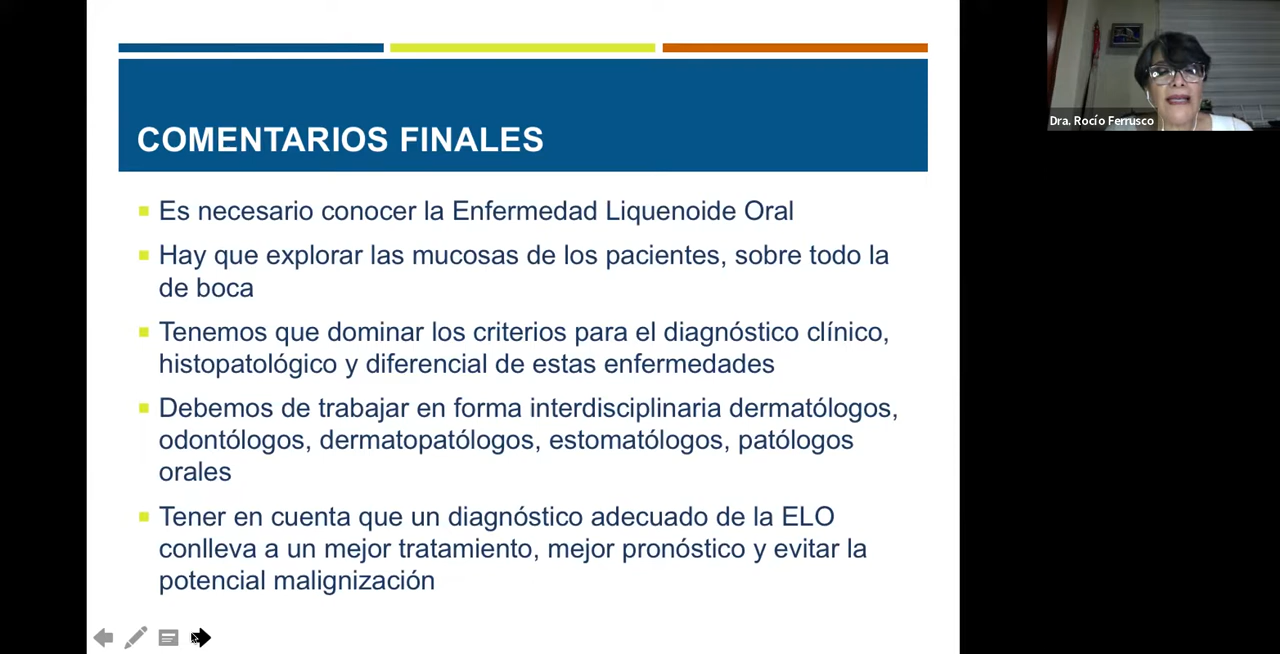 COMENTARIOS FINALES
Es necesario conocer la Enfermedad Liquenoide Oral
Hay que explorar las mucosas de los pacientes, sobre todo la
de boca
Tenemos que dominar los criterios para el diagnóstico clínico,
histopatológico y diferencial de estas enfermedades
Debemos de trabajar en forma interdisciplinaria dermatólogos,
odontólogos, dermatopatólogos, estomatólogos, patólogos
orales
Tener en cuenta que un diagnóstico adecuado de la ELO
conlleva a un mejor tratamiento, mejor pronóstico y evitar la
potencial malignización
Dra. Rocío Ferrusco